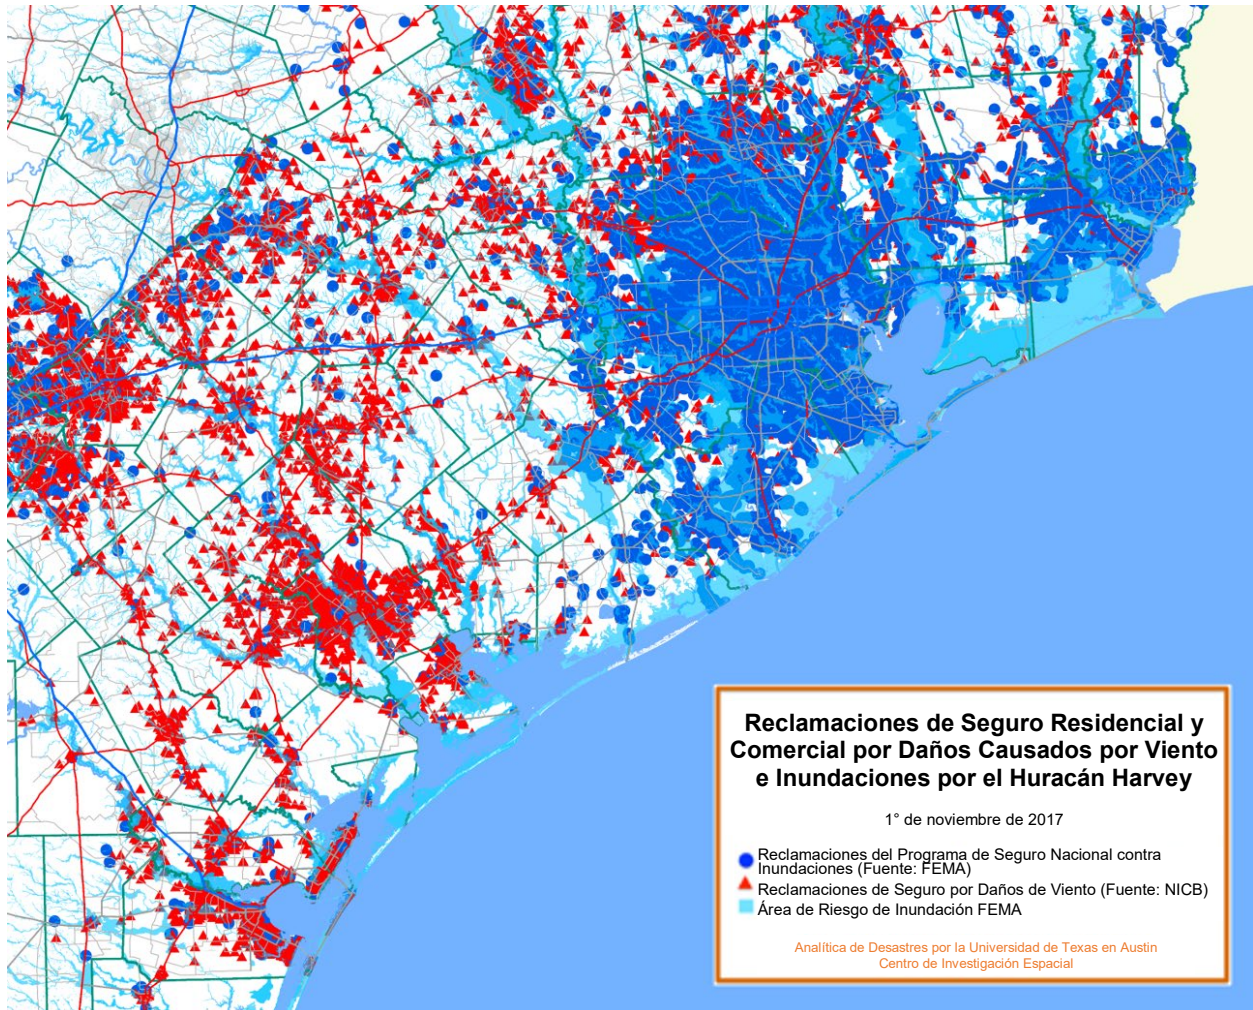 Reclamaciones de Seguro Residencial y
Comercial por Daños Causados por Viento
e Inundaciones por el Huracán Harvey
1° de noviembre de 2017
Reclamaciones del Programa de Seguro Nacional contra
Inundaciones (Fuente: FEMA)
Reclamaciones de Seguro por Daños de Viento (Fuente: NICB)
Área de Riesgo de Inundación FEMA
Analítica de Desastres por la Universidad de Texas en Austin
Centro de Investigación Espacial